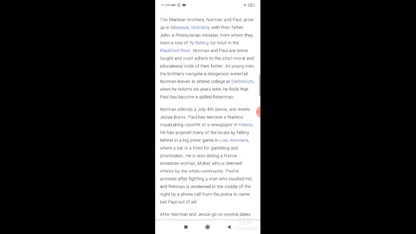 The Maclean brothers, Norman and Paul, grow
up in Missoula, Montana, with their father,
John, a Presbyterian minister, from whom they
learn a love of fly fishing for trout in the
Blackfoot River. Norman and Paul are home
taught and must adhere to the strict moral and
educational code of their father. As young men,
the brothers navigate a dangerous waterfall.
Norman leaves to attend college at Dartmouth;
when he returns six years later, he finds that
Paul has become a skilled fisherman.
Norman attends a July 4th dance, and meets
Jessie Burns. Paul has become a fearless
muckraking reporter at a newspaper in Helena.
He has angered many of the locals by falling
behind in a big poker game in Lolo, Montana,
where a bar is a front for gambling and
prostitution. He is also dating a Native
American woman, Mabel, who is deemed
inferior by the white community. Paul is
arrested after fighting a man who insulted her,
and Norman is awakened in the middle of the
night by a phone call from the police to come
bail Paul out of jail.
After Norman and Jessie go on several dates,